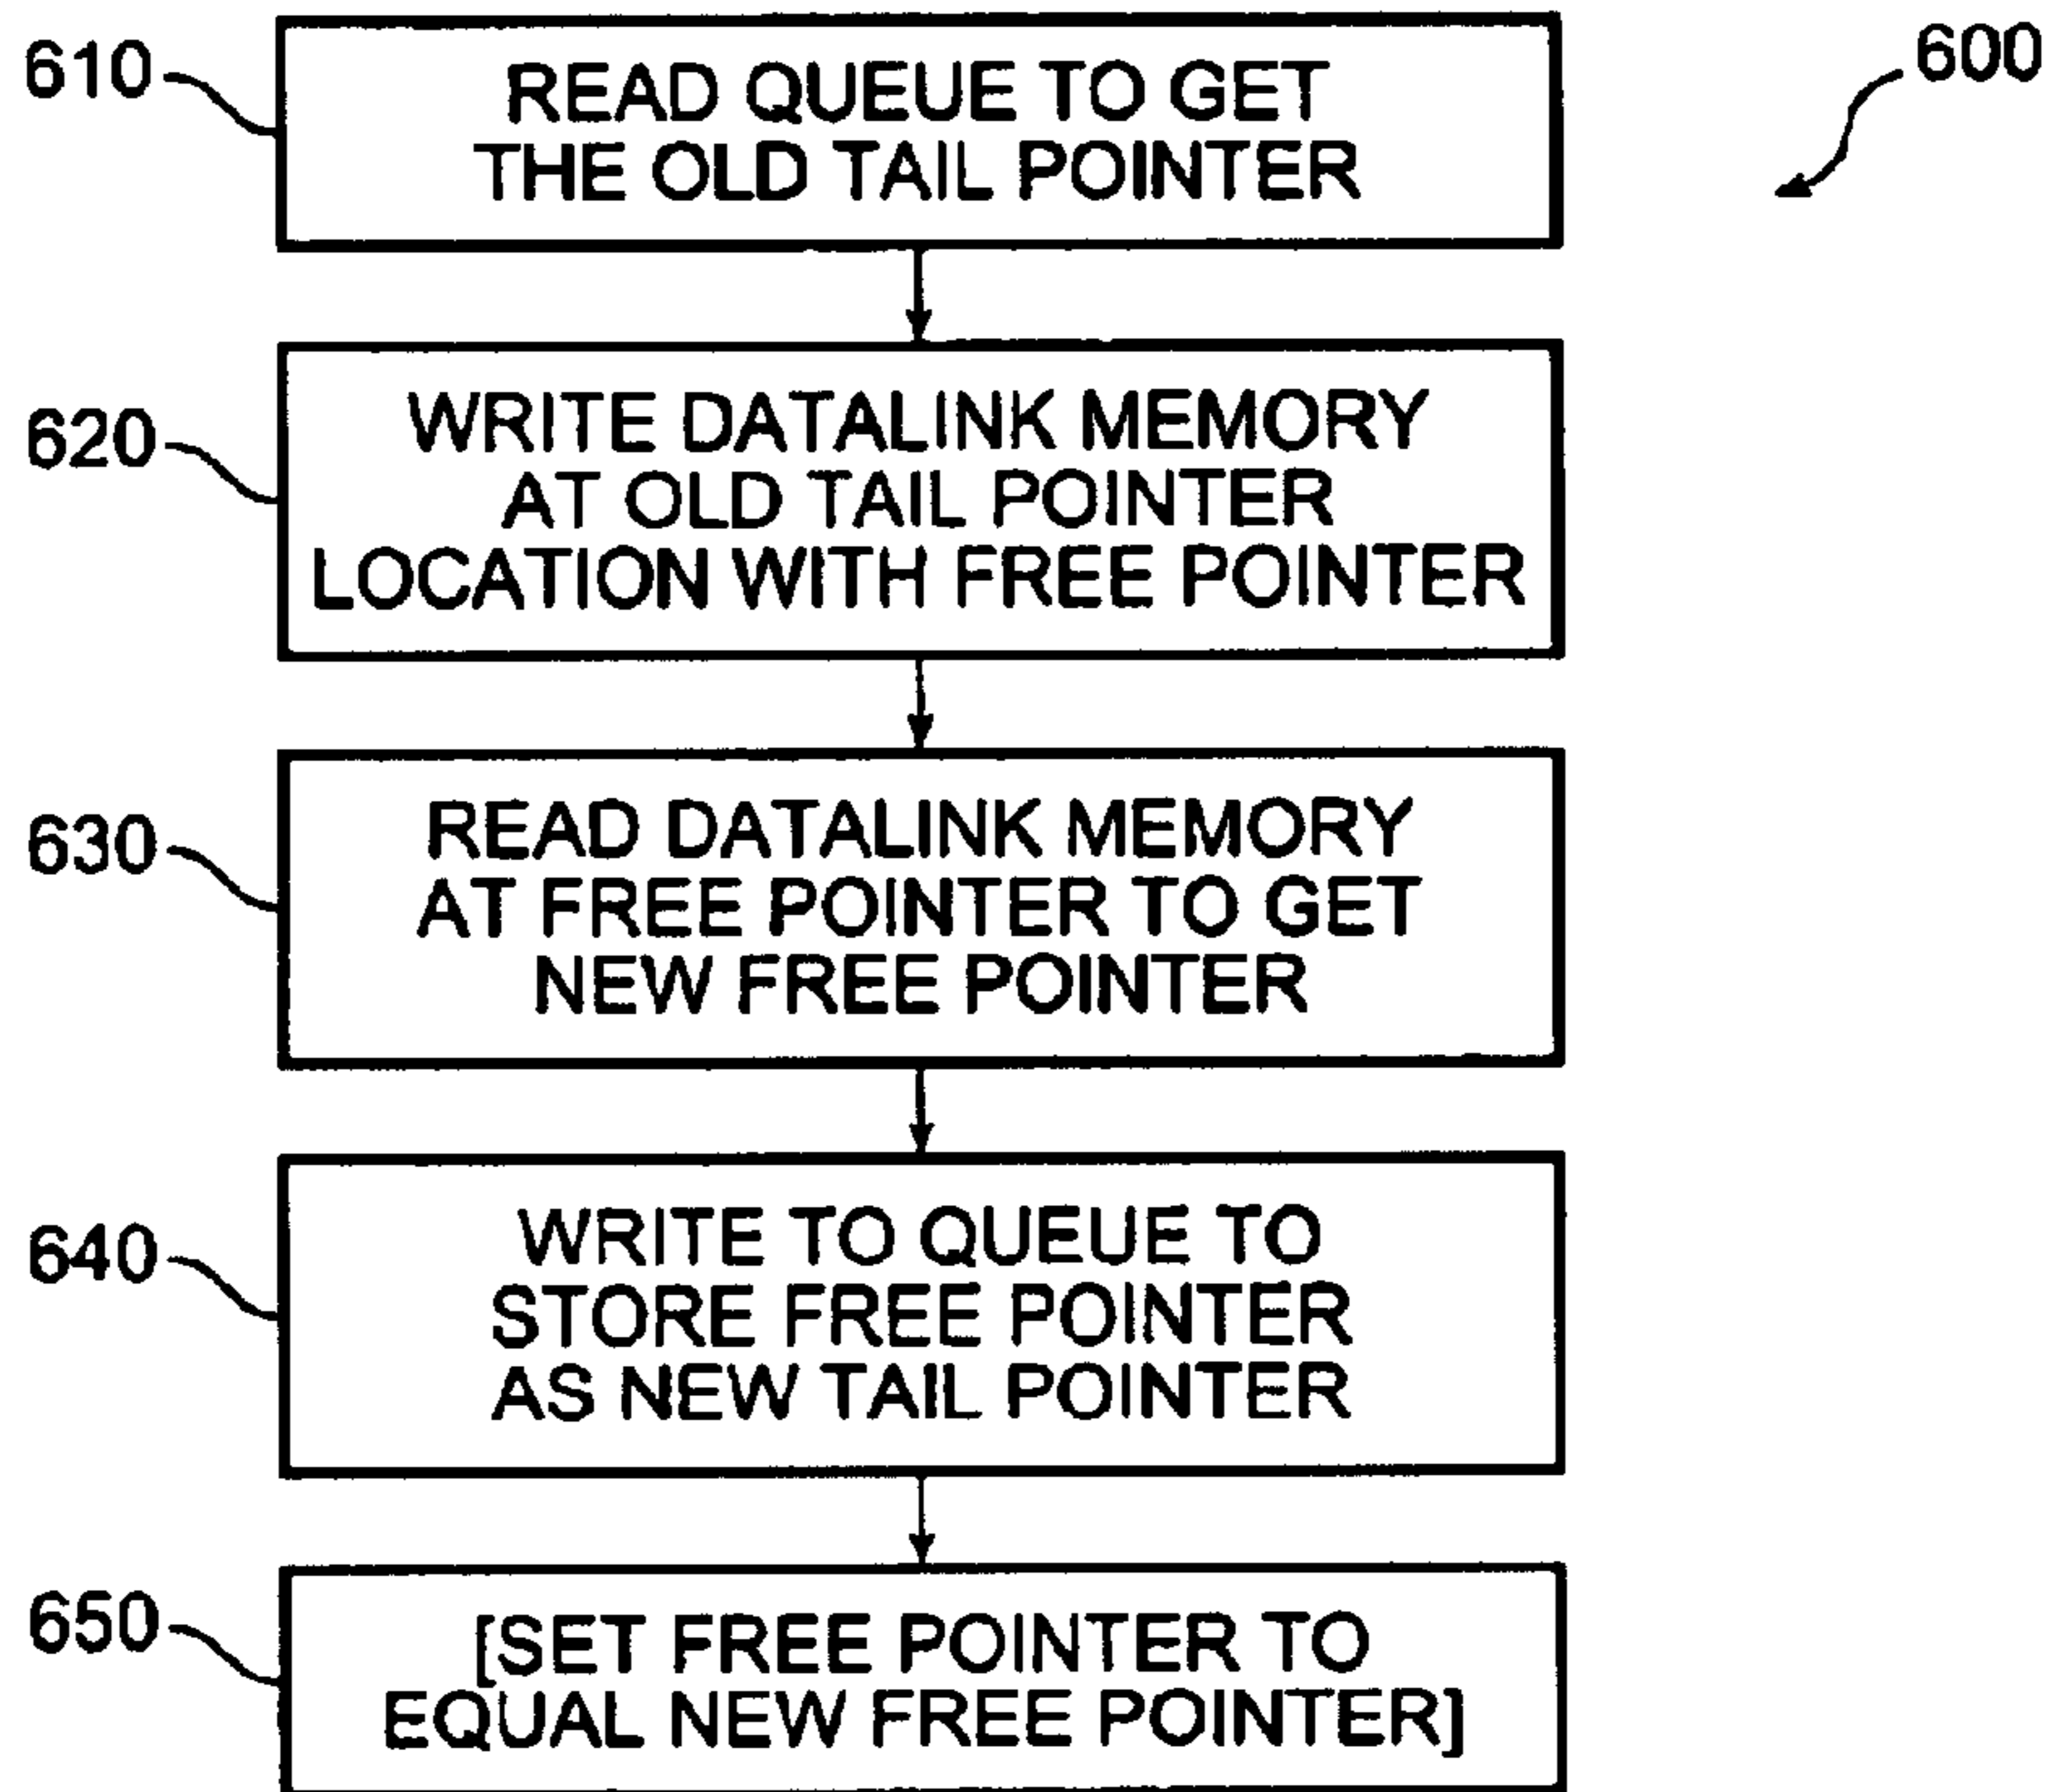 610
600
READ QUEUE TO GET
THE OLD TAIL POINTER
620
WRITE DATALINK MEMORY
AT OLD TAIL POINTER
LOCATION WITH FREE POINTER
630
READ DATALINK MEMORY
AT FREE POINTER TO GET
NEW FREE POINTER
640
WRITE TO QUEUE TO
STORE FREE POINTER
AS NEW TAIL POINTER
650
[SET FREE POINTER TO
EQUAL NEW FREE POINTER]